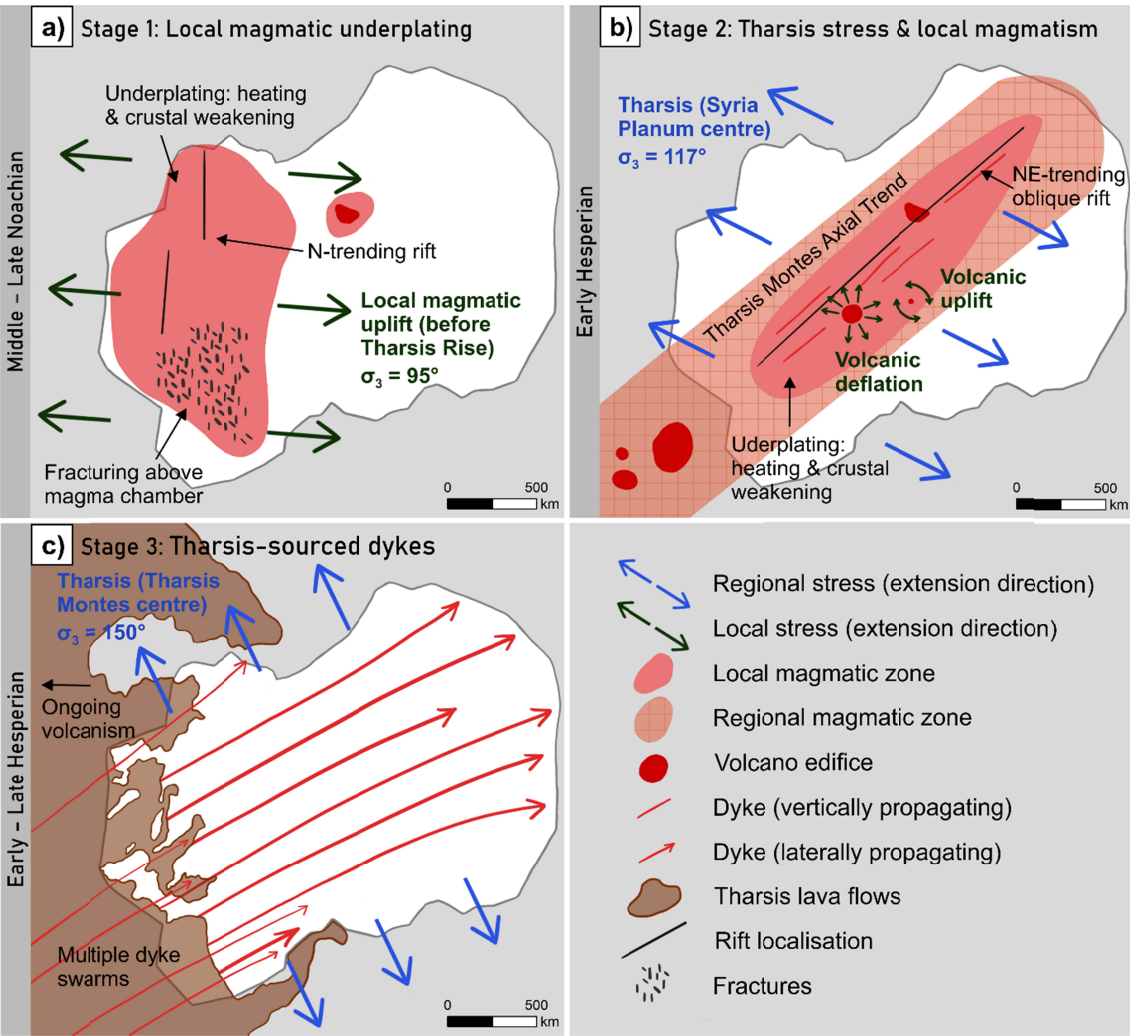 a) Stage 1: Local magmatic underplating
Middle – Late Noachian
Underplating: heating
& crustal weakening
N-trending rift
Local magmatic
uplift (before
Tharsis Rise)
σ3 = 95°
Fracturing above
magma chamber
0 500
km
b) Stage 2: Tharsis stress & local magmatism
Early Hesperian
Tharsis (Syria
Planum centre)
σ3 = 117°
NE-trending
oblique rift
Tharsis Montes Axial Trend
Volcanic
uplift
Volcanic
deflation
Uderplating:
heating & crustal
weakening
0 500
km
c) Stage 3: Tharsis-sourced dykes
Early – Late Hesperian
Tharsis (Tharsis
Montes centre)
σ3 = 150°
Ongoing
volcanism
Multiple dyke
swarms
0 500
km
Regional stress (extension direction)
Local stress (extension direction)
Local magmatic zone
Regional magmatic zone
Volcano edifice
Dyke (vertically propagating)
Dyke (laterally propagating)
Tharsis lava flows
Rift localisation
Fractures